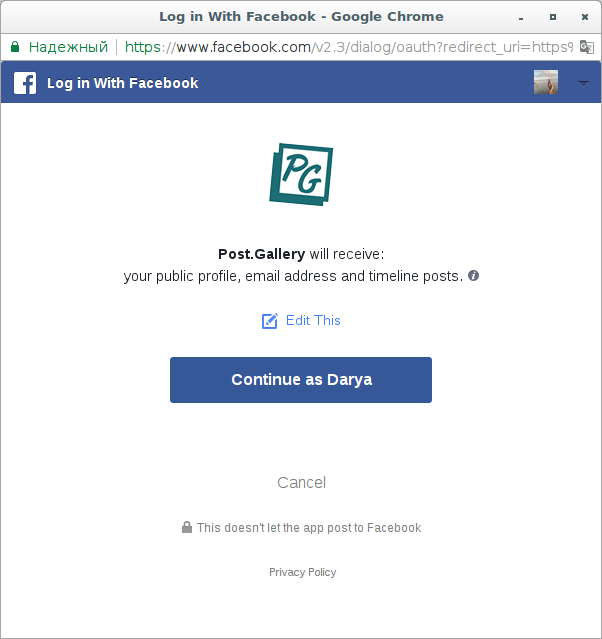 Log in With Facebook - Google Chrome
Надежный https://www.facebook.com/v2.3/dialog/oauth?redirect_uri=https%
Log in With Facebook
PG
Post.Gallery will receive:
your public profile, email address and timeline posts.
Edit This
Continue as Darya
Cancel
This doesn't let the app post to Facebook
Privacy Policy